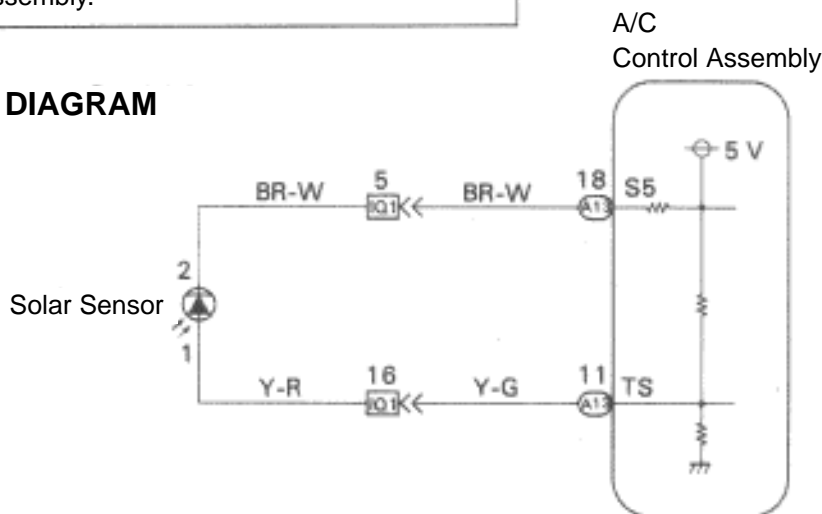 ssembly.
A/C
Control Assembly
DIAGRAM
5 V
BR-W 5 BR-W 18 S5
IQ1 A13
2
Solar Sensor
1
Y-R 16 Y-G 11 TS
IQ1 A13